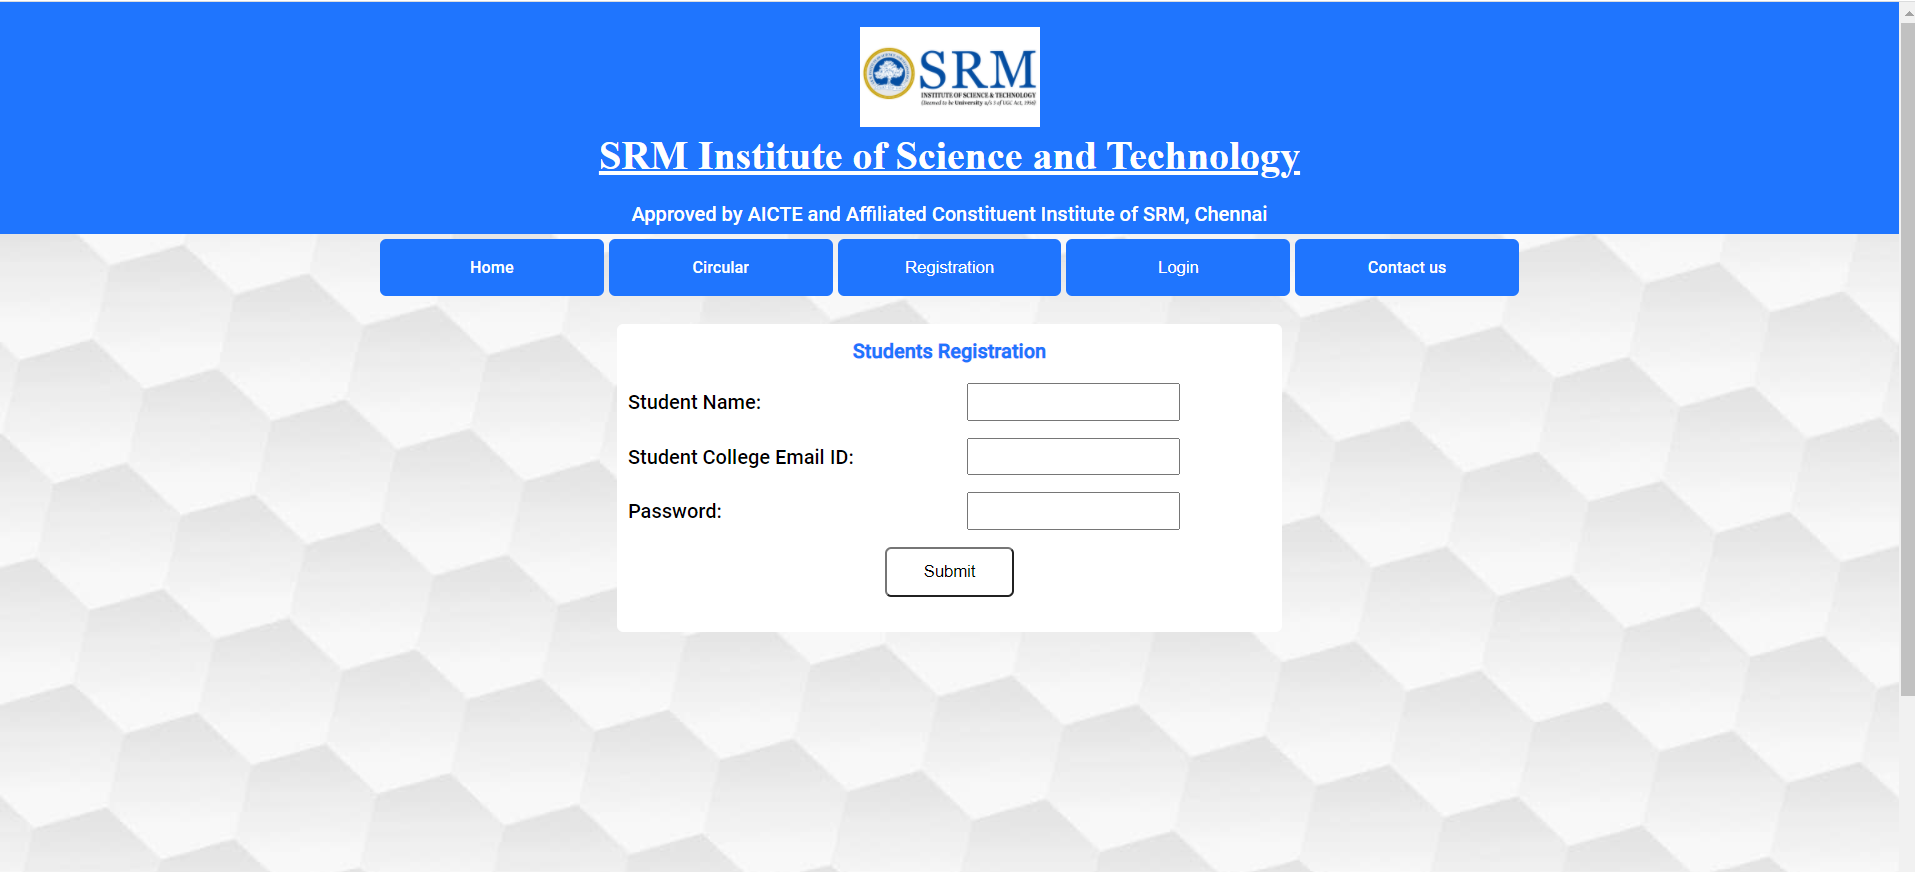 SRM
INSTITUTE OF SCIENCE & TECHNOLOGY
(Deemed to be University u/s 3 of UGC Act, 1956)
SRM Institute of Science and Technology
Approved by AICTE and Affiliated Constituent Institute of SRM, Chennai
Home Circular Registration Login Contact us
Students Registration
Student Name:
Student College Email ID:
Password:
Submit